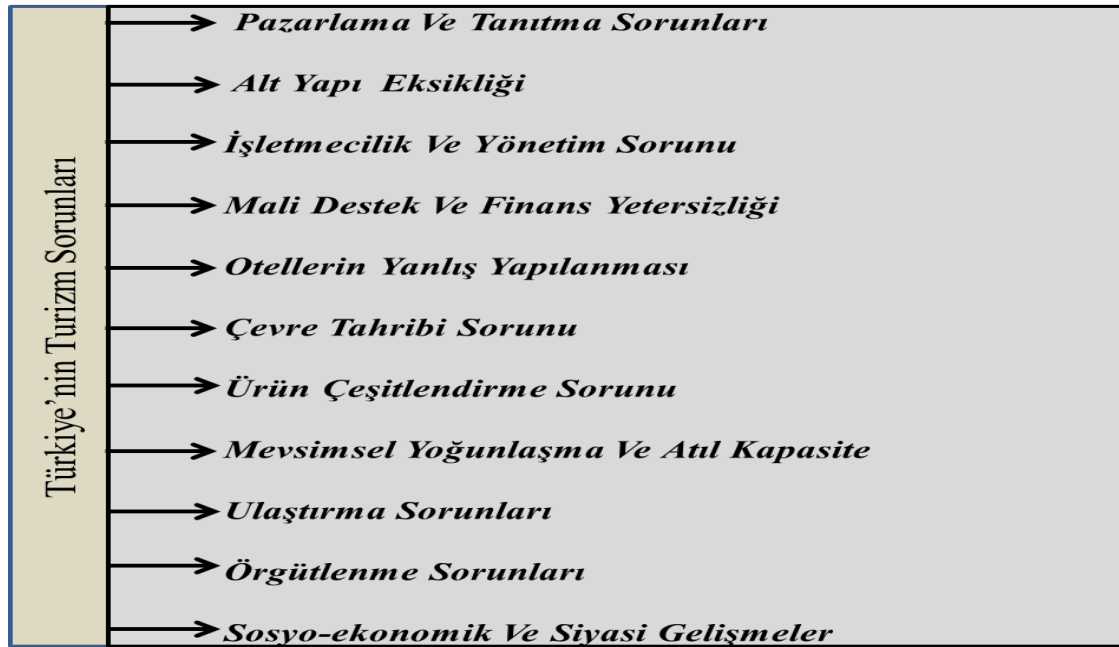 Türkiye’nin Turizm Sorunları
Pazarlama Ve Tanıtma Sorunları
Alt Yapı Eksikliği
İşletmecilik Ve Yönetim Sorunu
Mali Destek Ve Finans Yetersizliği
Otellerin Yanlış Yapılanması
Çevre Tahribi Sorunu
Ürün Çeşitlendirme Sorunu
Mevsimsel Yoğunlaşma Ve Atıl Kapasite
Ulaştırma Sorunları
Örgütlenme Sorunları
Sosyo-ekonomik Ve Siyasi Gelişmeler